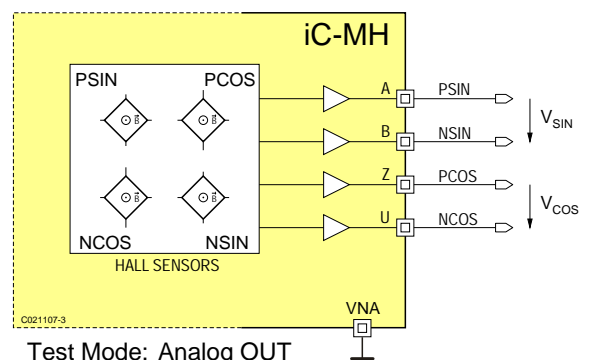 iC-MH
PSIN PCOS
B
B
B
B
NCOS NSIN
HALL SENSORS
A PSIN
B NSIN
Z PCOS
U NCOS
VSIN
VCOS
C021107-3
VNA
Test Mode: Analog OUT